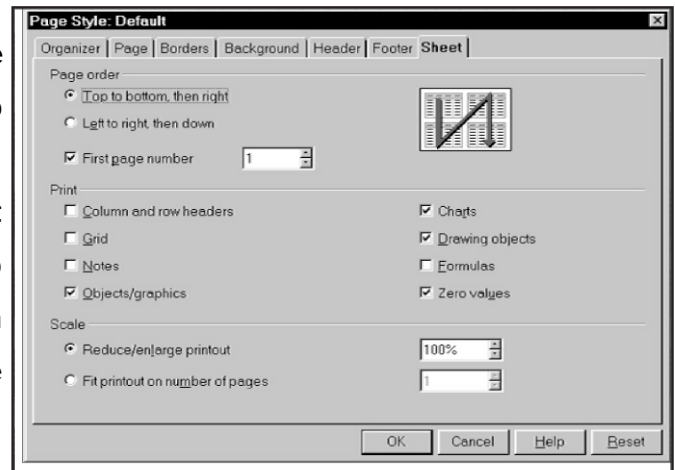 Page Style: Default
Organizer Page Borders Background Header Footer Sheet
Page order
Top to bottom, then right
Left to right, then down
First page number 1
Print
Column and row headers Charts
Grid Drawing objects
Notes Formulas
Objects/graphics Zero values
Scale
Reduce/enlarge printout 100%
Fit printout on number of pages 1
OK Cancel Help Reset